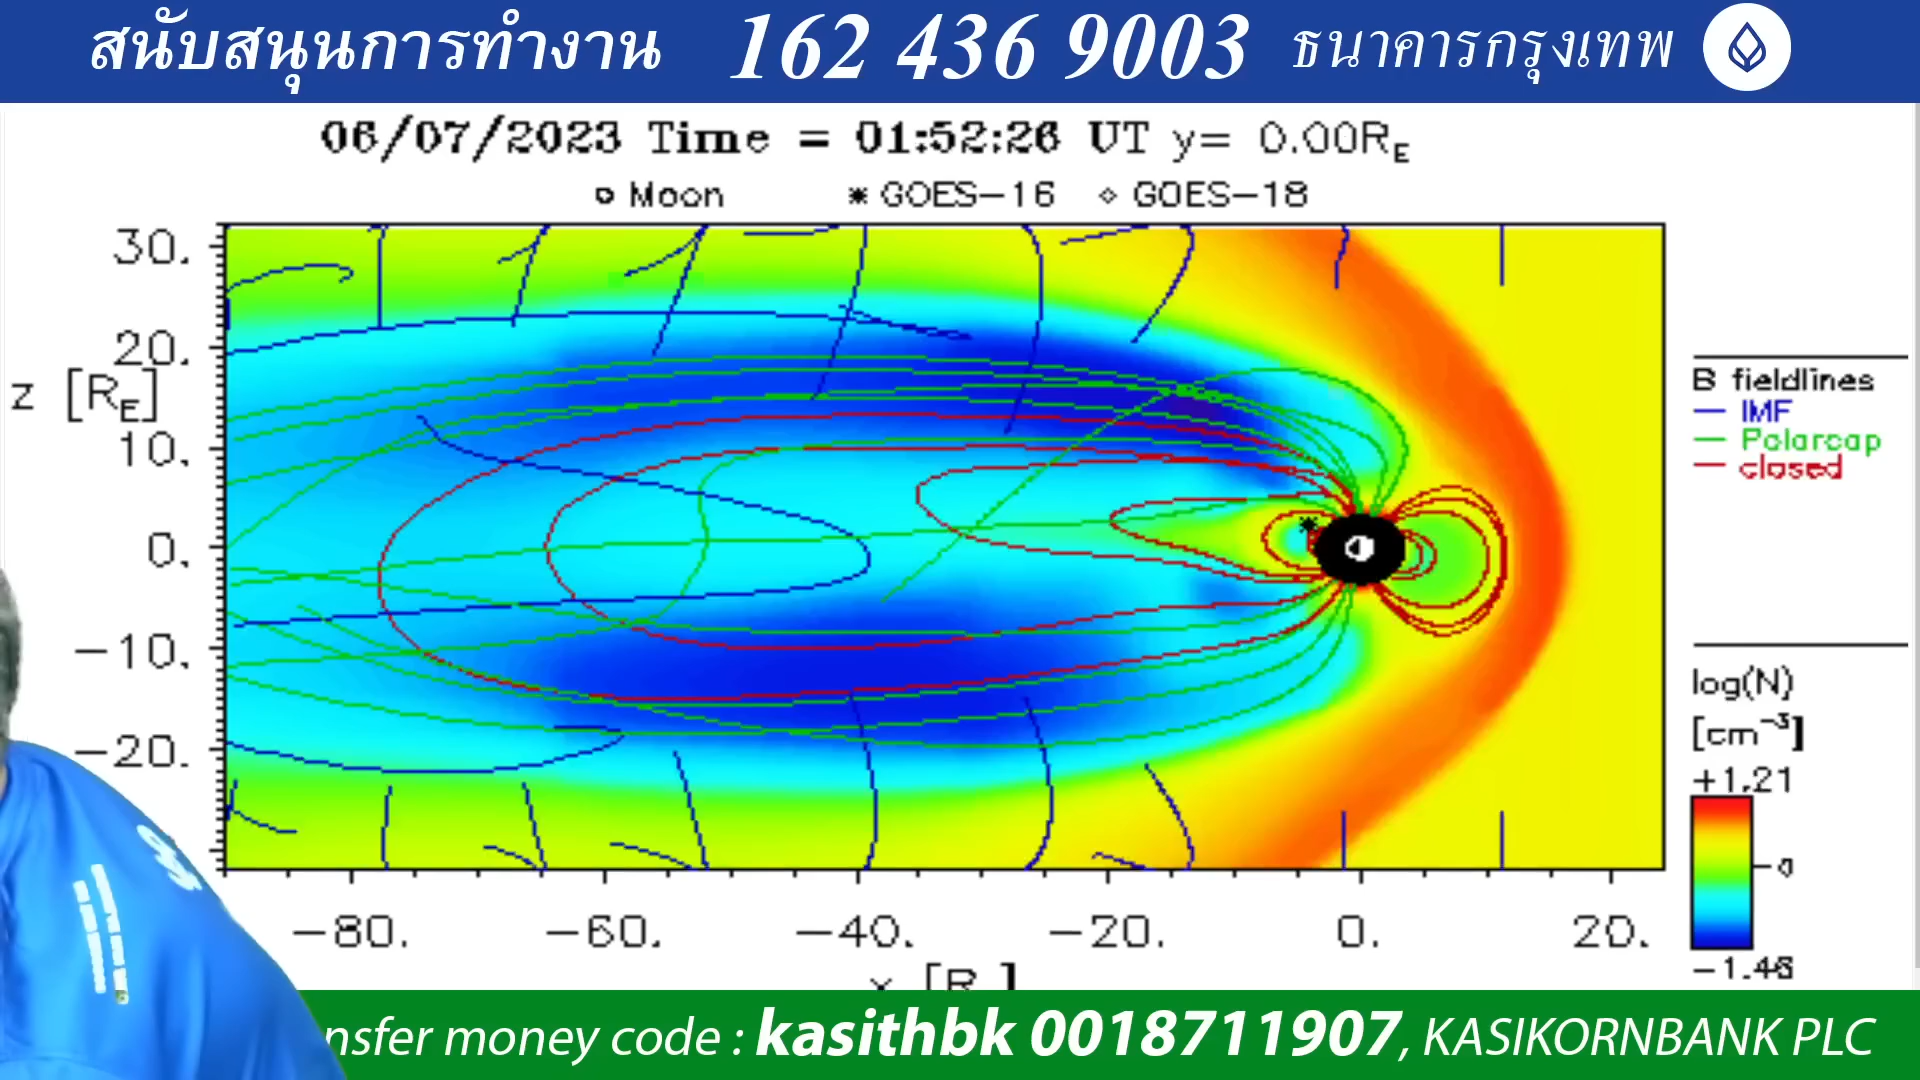 สนับสนุนการทำงาน 162 436 9003 ธนาคารกรุงเทพ
06/07/2023 Time = 01:52:26 UT y= 0.00RE
Moon GOES-16 GOES-18
30.
20.
z [RE]
10.
0.
-10.
-20.
B fieldlines
IMF
Polarcap
closed
log(N)
[cm-3]
+1.21
0
-1.46
-80. -60. -40. -20. 0. 20.
x [R ]
nsfer money code : kasithbk 0018711907, KASIKORNBANK PLC